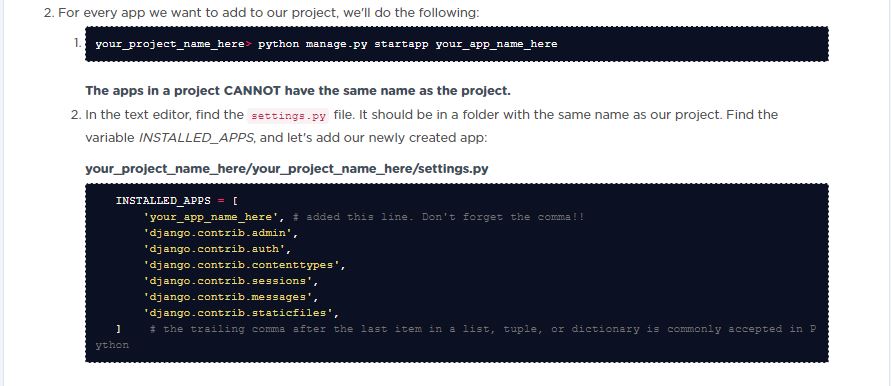 2. For every app we want to add to our project, we'll do the following:
1. your_project_name_here> python manage.py startapp your_app_name_here
The apps in a project CANNOT have the same name as the project.
2. In the text editor, find the settings.py file. It should be in a folder with the same name as our project. Find the
variable INSTALLED_APPS, and let's add our newly created app:
your_project_name_here/your_project_name_here/settings.py
INSTALLED_APPS = [
'your_app_name_here', # added this line. Don't forget the comma!!
'django.contrib.admin',
'django.contrib.auth',
'django.contrib.contenttypes',
'django.contrib.sessions',
'django.contrib.messages',
'django.contrib.staticfiles',
] # the trailing comma after the last item in a list, tuple, or dictionary is commonly accepted in P
ython